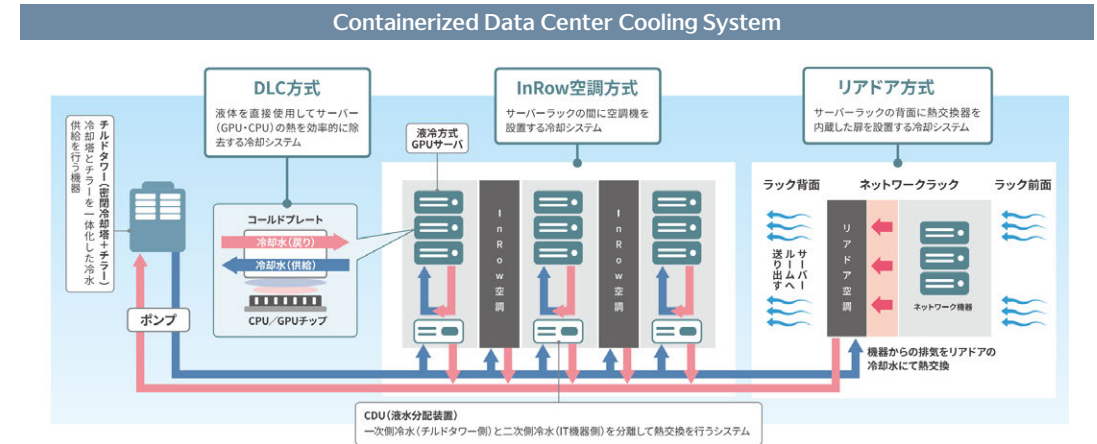 Containerized Data Center Cooling System
DLC方式
液体を直接使用してサーバー
(GPU・CPU)の熱を効率的に除
去する冷却システム
InRow空調方式
サーバーラックの間に空調機を
設置する冷却システム
リアドア方式
サーバーラックの背面に熱交換器を
内蔵した扉を設置する冷却システム
チルドタワー(密閉冷却塔+チラー)
冷却塔とチラーを一体化した冷水
供給を行う機器
液冷方式
GPUサーバ
コールドプレート
冷却水(戻り)
冷却水(供給)
CPU/GPUチップ
ポンプ
InRow空調
InRow空調
ラック背面
ネットワークラック
ラック前面
サーバー
ルームへ
送り出す
リアドア空調
ネットワーク機器
機器からの排気をリアドアの
冷却水にて熱交換
CDU(液水分配装置)
一次側冷水(チルドタワー側)と二次側冷水(IT機器側)を分離して熱交換を行うシステム